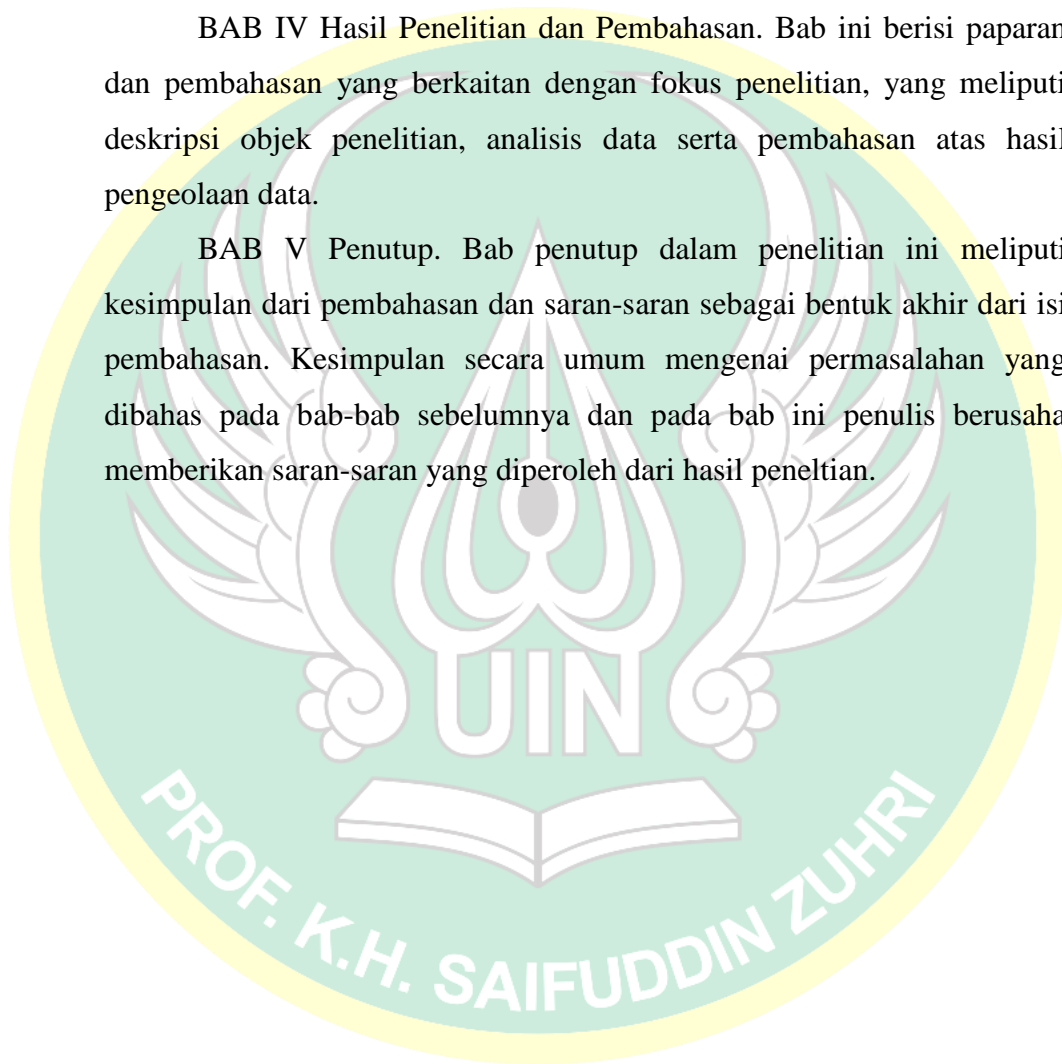 BAB IV Hasil Penelitian dan Pembahasan. Bab ini berisi paparan
dan pembahasan yang berkaitan dengan fokus penelitian, yang meliputi
deskripsi objek penelitian, analisis data serta pembahasan atas hasil
pengeolaan data.
BAB V Penutup. Bab penutup dalam penelitian ini meliputi
kesimpulan dari pembahasan dan saran-saran sebagai bentuk akhir dari isi
pembahasan. Kesimpulan secara umum mengenai permasalahan yang
dibahas pada bab-bab sebelumnya dan pada bab ini penulis berusaha
memberikan saran-saran yang diperoleh dari hasil peneltian.
UIN
PROF. K.H. SAIFUDDIN ZUHRI